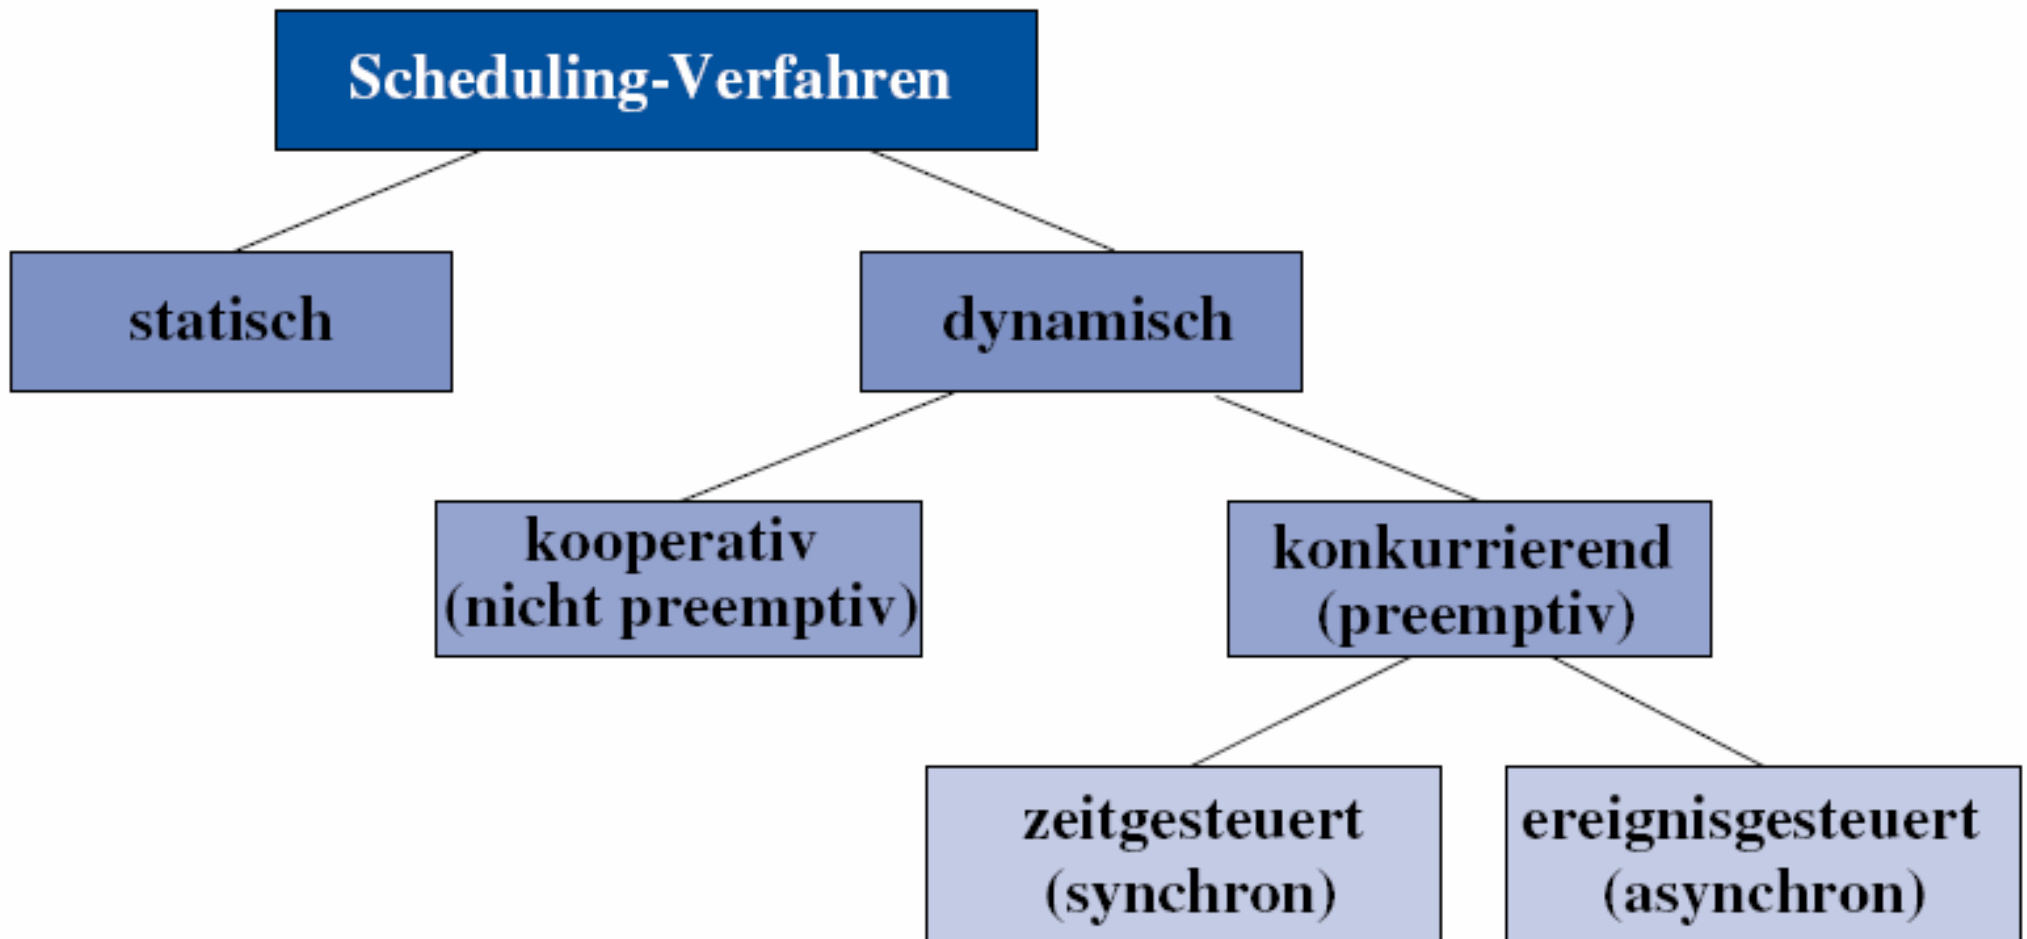 Scheduling-Verfahren
statisch
dynamisch
kooperativ
(nicht preemptiv)
konkurrierend
(preemptiv)
zeitgesteuert
(synchron)
ereignisgesteuert
(asynchron)